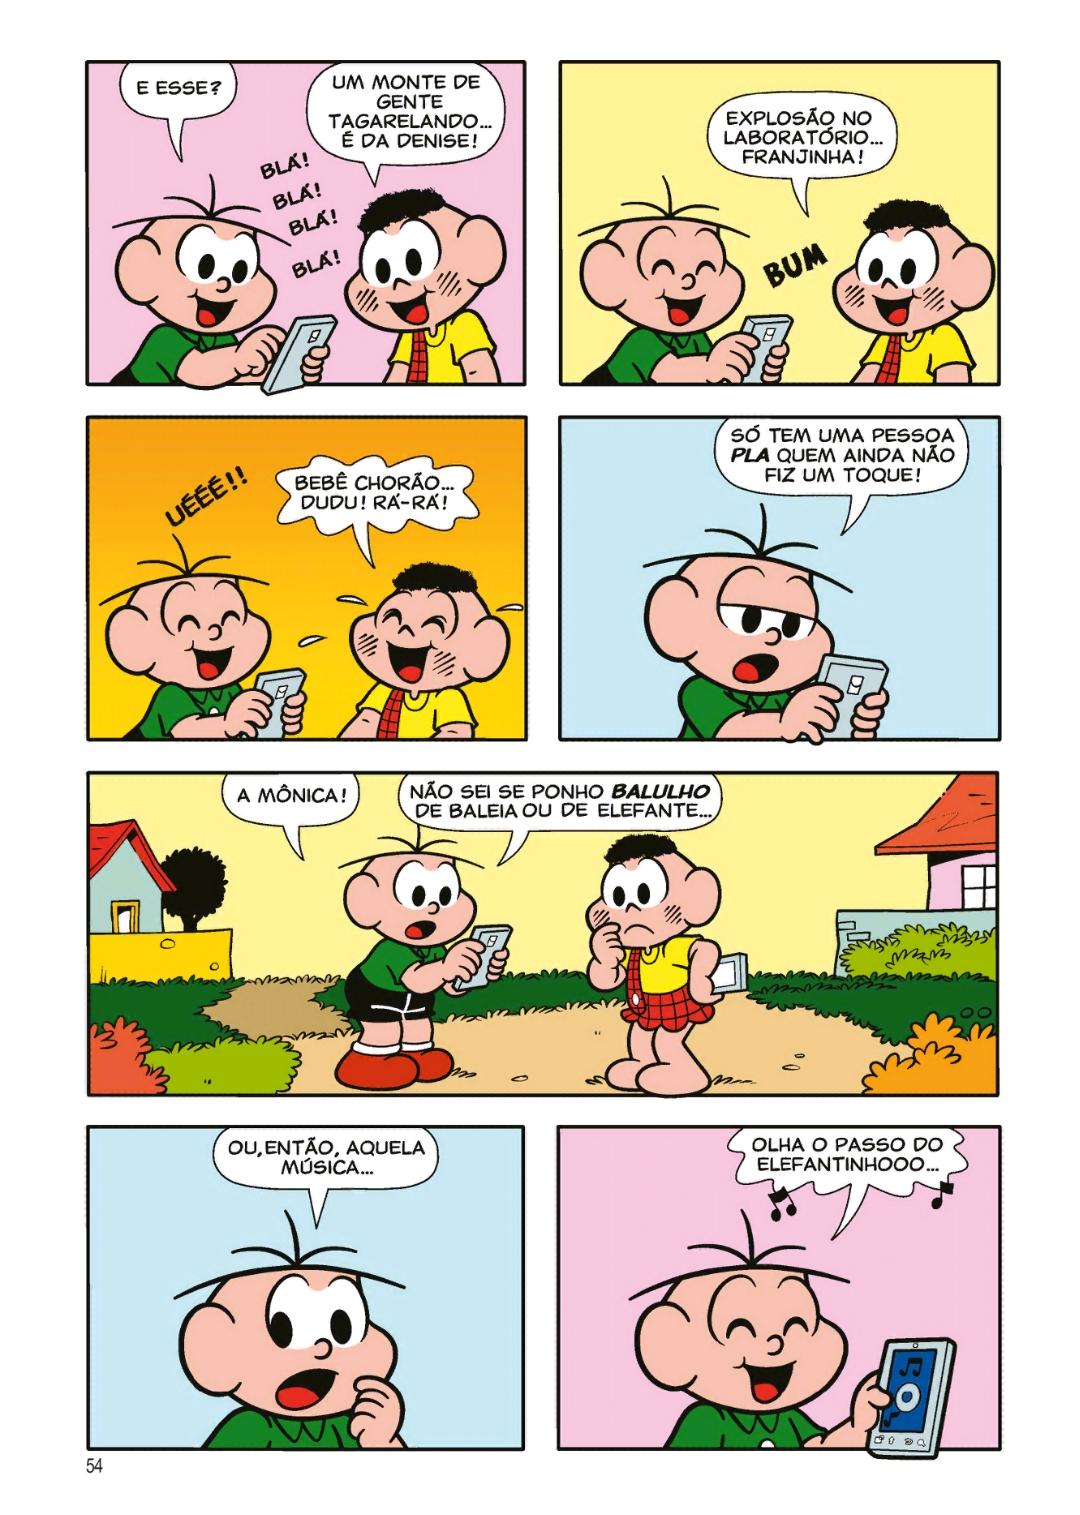 E ESSE?
UM MONTE DE
GENTE
TAGARELANDO...
É DA DENISE!
BLÁ!
BLÁ!
BLÁ!
BLÁ!
EXPLOSÃO NO
LABORATÓRIO...
FRANJINHA!
BUM
UÉÉÉ!!
BEBÊ CHORÃO...
DUDU! RÁ-RÁ!
SÓ TEM UMA PESSOA
PLA QUEM AINDA NÃO
FIZ UM TOQUE!
A MÔNICA!
NÃO SEI SE PONHO BALULHO
DE BALEIA OU DE ELEFANTE...
OU, ENTÃO, AQUELA
MÚSICA...
OLHA O PASSO DO
ELEFANTINHOOO...
54